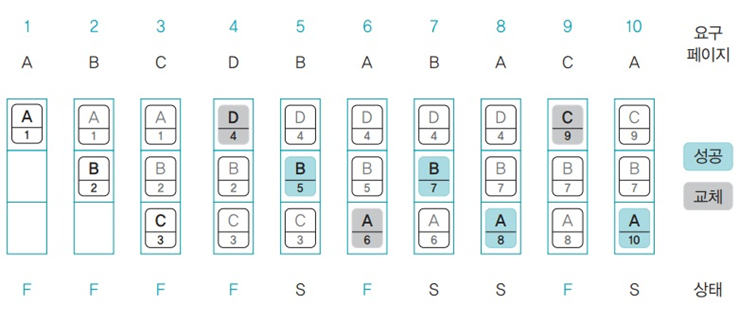 1 2 3 4 5 6 7 8 9 10 요구
페이지
A B C D B A B A C A
A A A D D D D D C C
1 1 1 4 4 4 4 4 9 9
B B B B B B B B B
2 2 2 5 5 7 7 7 7
C C C A A A A A
3 3 3 6 6 8 8 10
성공
교체
F F F F S F S S F S 상태